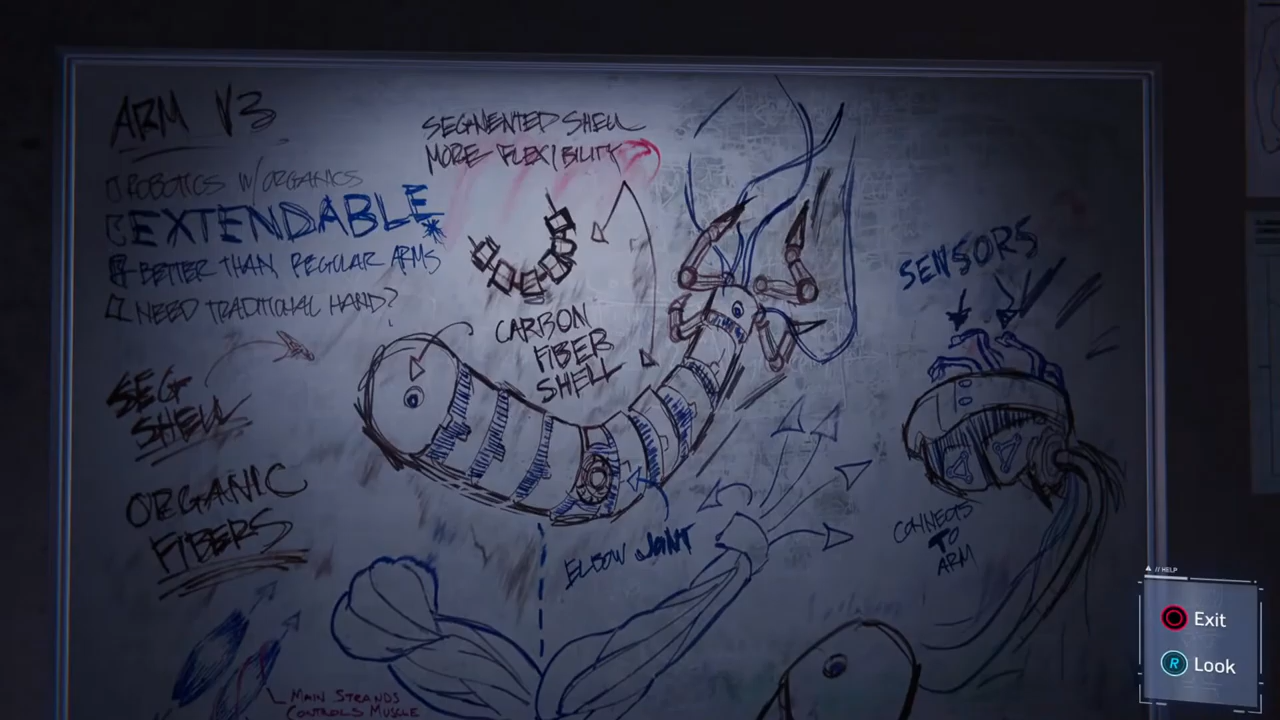 ARM V3
ROBOTICS W/ORGANICS
EXTENDABLE*
BETTER THAN REGULAR ARMS
NEED TRADITIONAL HAND?
SEG
SHELL
ORGANIC
FIBERS
SEGMENTED SHELL
MORE FLEXIBILITY
CARBON
FIBER
SHELL
ELBOW JOINT
SENSORS
CONNECTS
TO
ARM
MAIN STRANDS
CONTROLS MUSCLE
// HELP
Exit
R Look